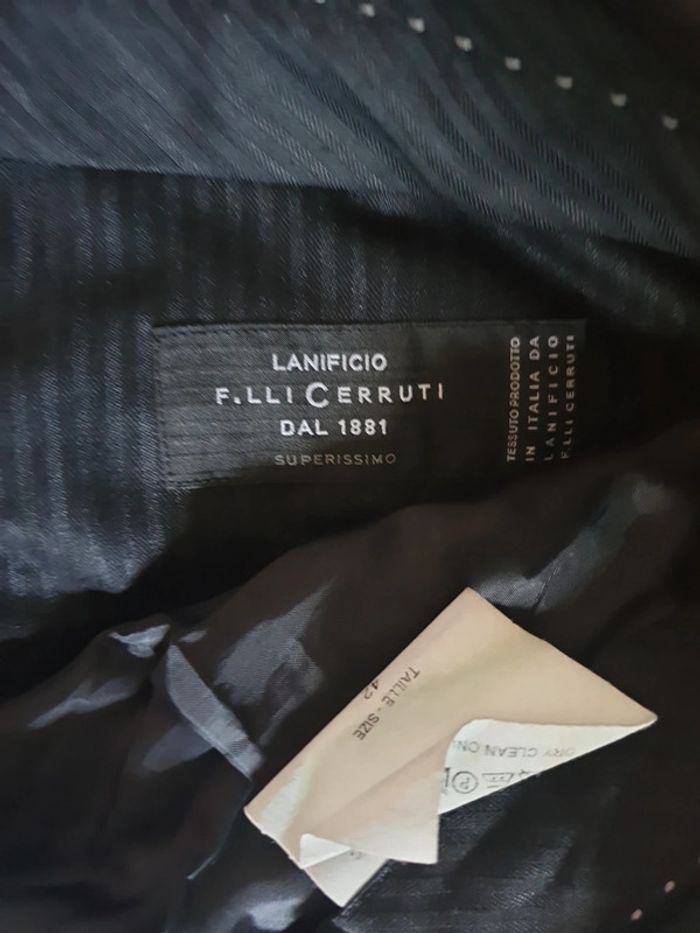 LANIFICIO
F.LLI CERRUTI
DAL 1881
SUPERISSIMO
TESSUTO PRODOTTO
IN ITALIA DA
LANIFICIO
F.LLI CERRUTI
TAILLE - SIZE
42
DRY CLEAN